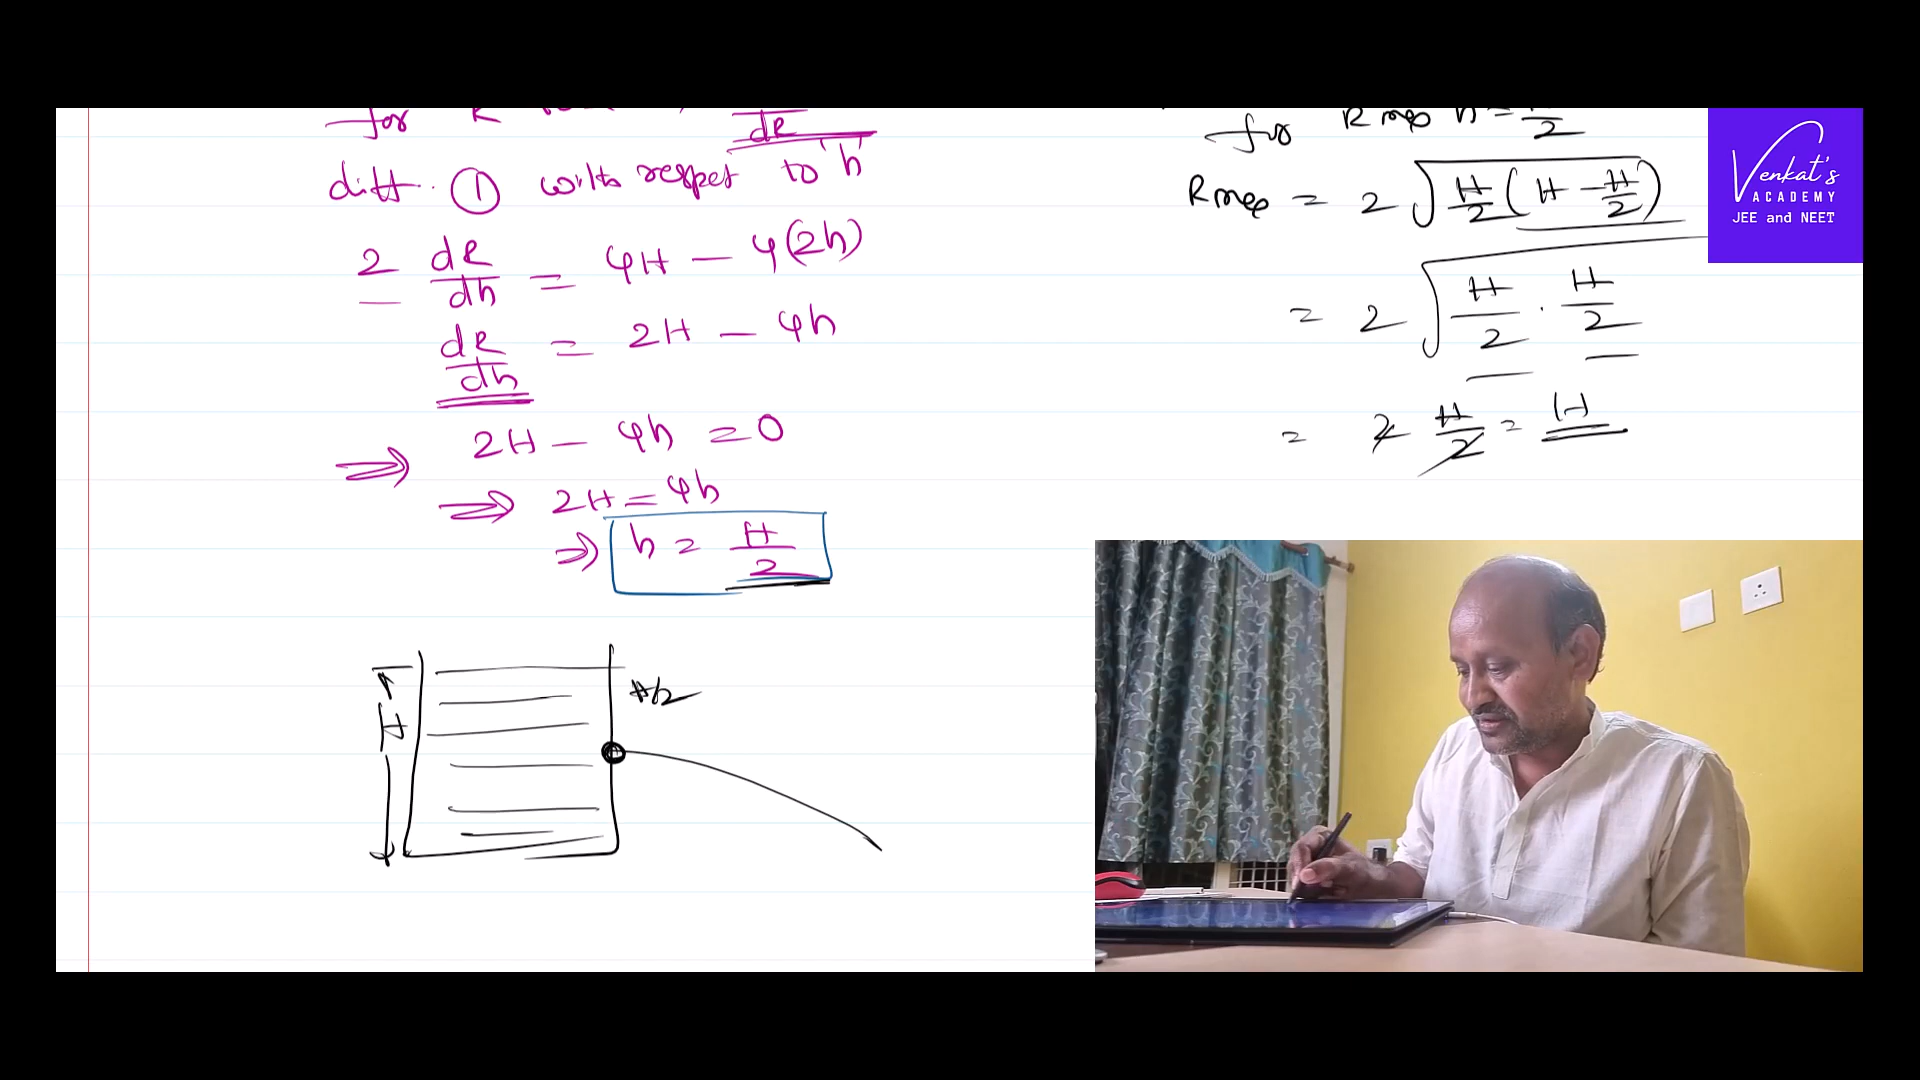 for R
dR
diff. ① with respect to 'h'
2 dR/dh = 4H - 4(2h)
dR/dh = 2H - 4h
⇒ 2H - 4h = 0
⇒ 2H = 4h
⇒ h = H/2
H
H/2
for Rmax h = H/2
Rmax = 2 √(H/2 (H - H/2))
= 2 √(H/2 · H/2)
= 2 H/2 = H
Venkat's
ACADEMY
JEE and NEET